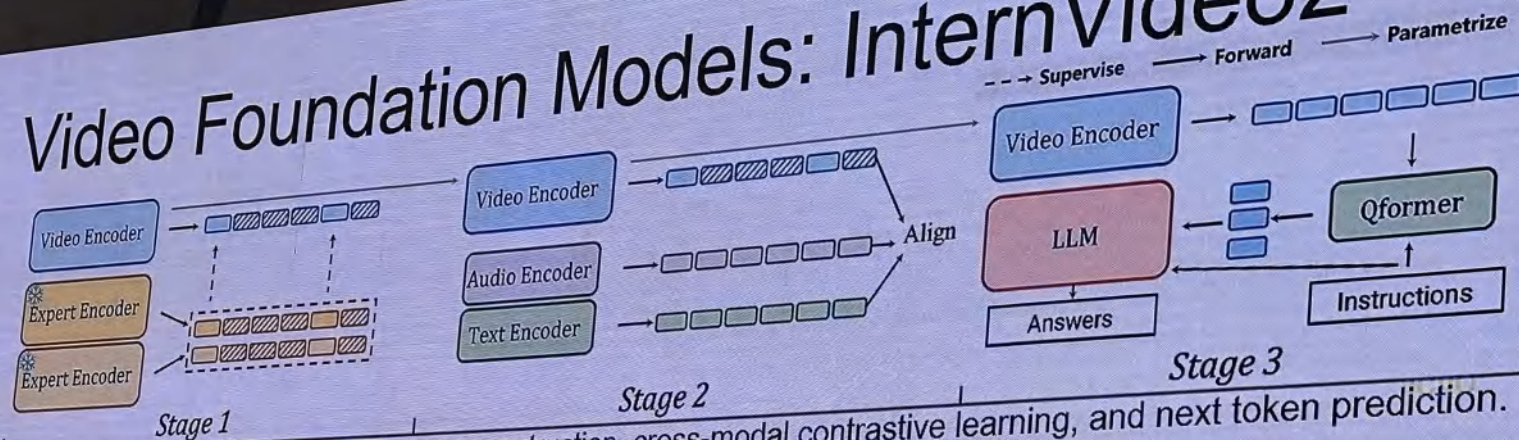 Video Foundation Models: InternVideo2
Supervise
Forward
Parametrize
Video Encoder
Expert Encoder
Expert Encoder
Stage 1
Video Encoder
Audio Encoder
Text Encoder
Align
Stage 2
Video Encoder
LLM
Qformer
Answers
Instructions
Stage 3
cross-modal contrastive learning, and next token prediction.